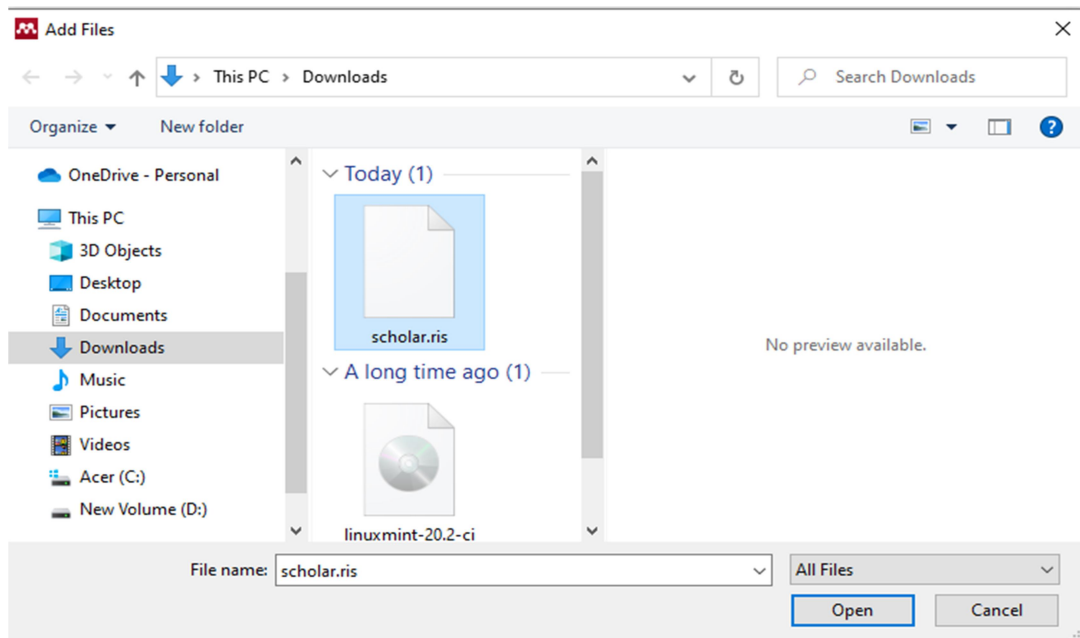 Add Files
This PC > Downloads
Search Downloads
Organize
New folder
?
OneDrive - Personal
This PC
3D Objects
Desktop
Documents
Downloads
Music
Pictures
Videos
Acer (C:)
New Volume (D:)
Today (1)
scholar.ris
A long time ago (1)
linuxmint-20.2-ci
No preview available.
File name: scholar.ris
All Files
Open
Cancel